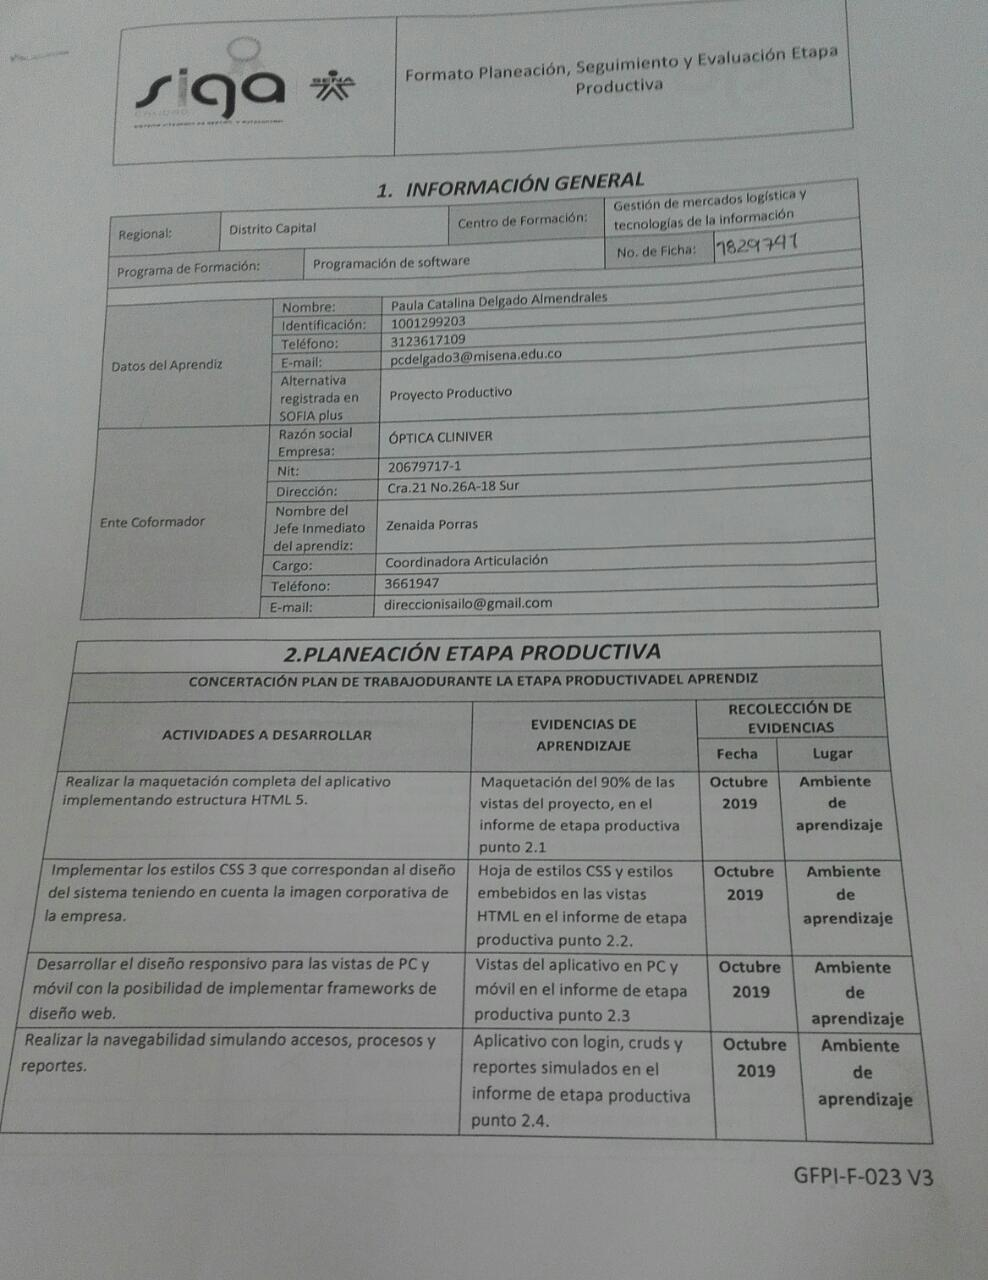 siga
CALIDAD
SENA
Formato Planeación, Seguimiento y Evaluación Etapa
Productiva
1. INFORMACIÓN GENERAL
Regional:
Distrito Capital
Centro de Formación:
Gestión de mercados logística y
tecnologías de la información
Programa de Formación:
Programación de software
No. de Ficha:
1829791
Datos del Aprendiz
Nombre:
Paula Catalina Delgado Almendrales
Identificación:
1001299203
Teléfono:
3123617109
E-mail:
pcdelgado3@misena.edu.co
Alternativa
registrada en
SOFIA plus
Proyecto Productivo
Ente Coformador
Razón social
Empresa:
ÓPTICA CLINIVER
Nit:
20679717-1
Dirección:
Cra.21 No.26A-18 Sur
Nombre del
Jefe Inmediato
del aprendiz:
Zenaida Porras
Cargo:
Coordinadora Articulación
Teléfono:
3661947
E-mail:
direccionisailo@gmail.com
2.PLANEACIÓN ETAPA PRODUCTIVA
CONCERTACIÓN PLAN DE TRABAJODURANTE LA ETAPA PRODUCTIVADEL APRENDIZ
ACTIVIDADES A DESARROLLAR
EVIDENCIAS DE
APRENDIZAJE
RECOLECCIÓN DE
EVIDENCIAS
Fecha
Lugar
Realizar la maquetación completa del aplicativo
implementando estructura HTML 5.
Maquetación del 90% de las
vistas del proyecto, en el
informe de etapa productiva
punto 2.1
Octubre
2019
Ambiente
de
aprendizaje
Implementar los estilos CSS 3 que correspondan al diseño
del sistema teniendo en cuenta la imagen corporativa de
la empresa.
Hoja de estilos CSS y estilos
embebidos en las vistas
HTML en el informe de etapa
productiva punto 2.2.
Octubre
2019
Ambiente
de
aprendizaje
Desarrollar el diseño responsivo para las vistas de PC y
móvil con la posibilidad de implementar frameworks de
diseño web.
Vistas del aplicativo en PC y
móvil en el informe de etapa
productiva punto 2.3
Octubre
2019
Ambiente
de
aprendizaje
Realizar la navegabilidad simulando accesos, procesos y
reportes.
Aplicativo con login, cruds y
reportes simulados en el
informe de etapa productiva
punto 2.4.
Octubre
2019
Ambiente
de
aprendizaje
GFPI-F-023 V3